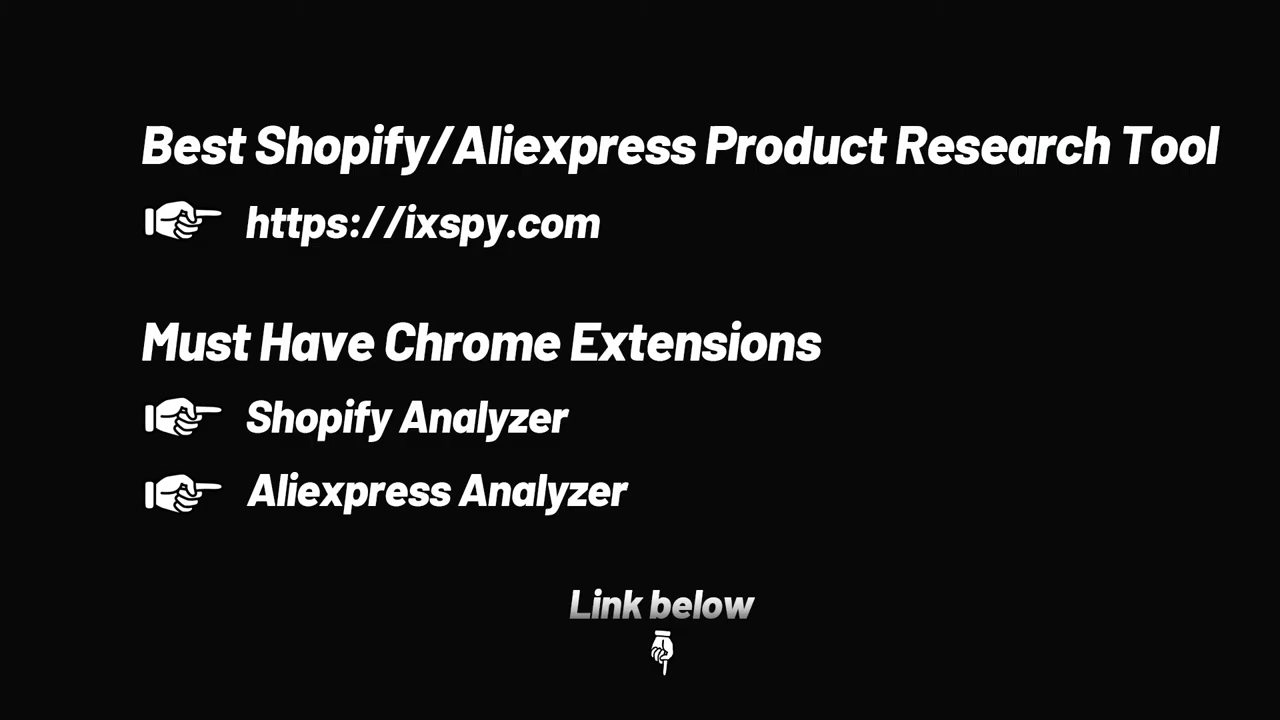 Best Shopify/Aliexpress Product Research Tool
https://ixspy.com
Must Have Chrome Extensions
Shopify Analyzer
Aliexpress Analyzer
Link below